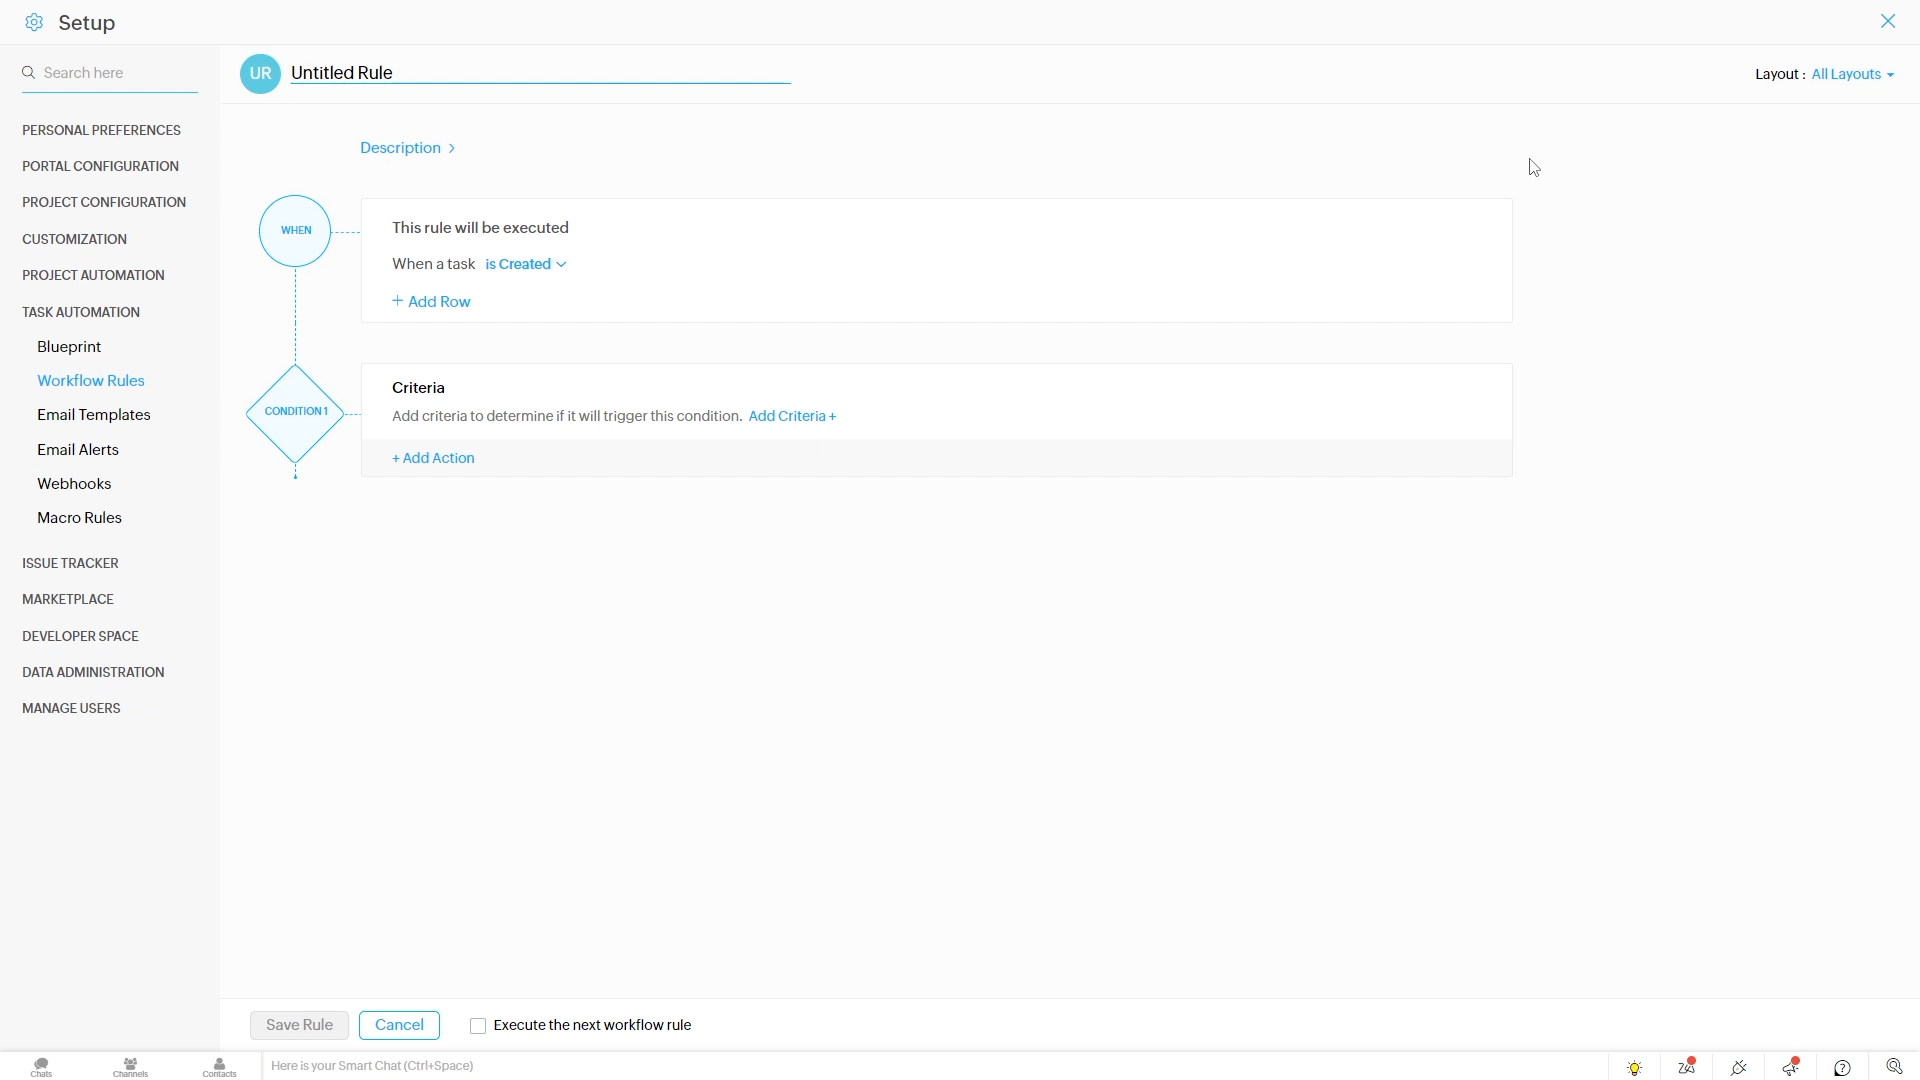 Setup
Search here
PERSONAL PREFERENCES
PORTAL CONFIGURATION
PROJECT CONFIGURATION
CUSTOMIZATION
PROJECT AUTOMATION
TASK AUTOMATION
Blueprint
Workflow Rules
Email Templates
Email Alerts
Webhooks
Macro Rules
ISSUE TRACKER
MARKETPLACE
DEVELOPER SPACE
DATA ADMINISTRATION
MANAGE USERS
UR Untitled Rule
Layout : All Layouts
Description >
WHEN
This rule will be executed
When a task is Created
+ Add Row
CONDITION 1
Criteria
Add criteria to determine if it will trigger this condition. Add Criteria +
+ Add Action
Save Rule Cancel Execute the next workflow rule
Chats Channels Contacts Here is your Smart Chat (Ctrl+Space)